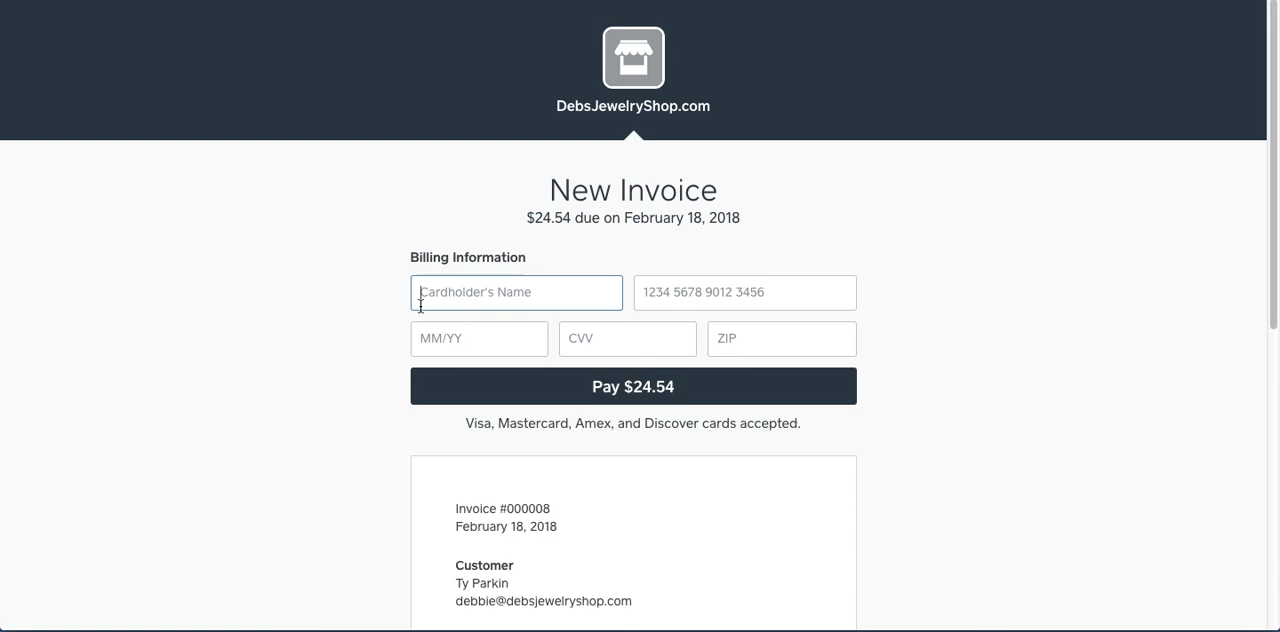 DebsJewelryShop.com
New Invoice
$24.54 due on February 18, 2018
Billing Information
Cardholder's Name
1234 5678 9012 3456
MM/YY
CVV
ZIP
Pay $24.54
Visa, Mastercard, Amex, and Discover cards accepted.
Invoice #000008
February 18, 2018
Customer
Ty Parkin
debbie@debsjewelryshop.com